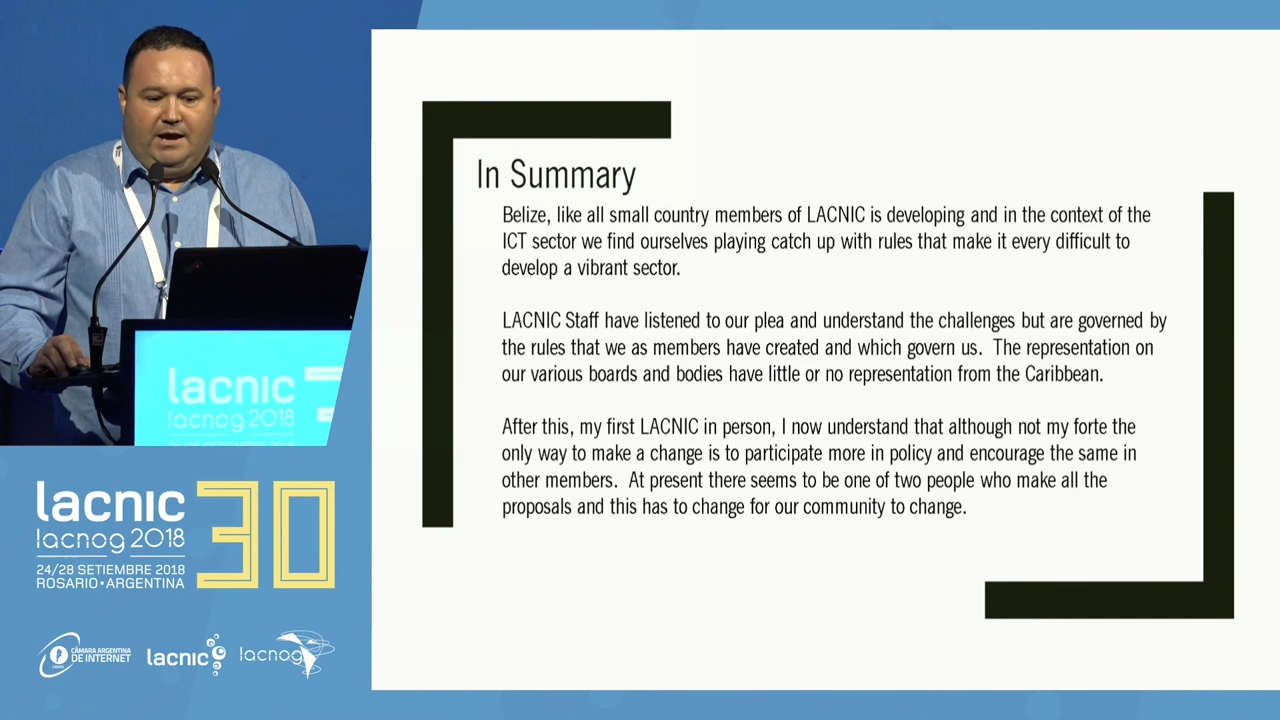 In Summary
Belize, like all small country members of LACNIC is developing and in the context of the
ICT sector we find ourselves playing catch up with rules that make it every difficult to
develop a vibrant sector.
LACNIC Staff have listened to our plea and understand the challenges but are governed by
the rules that we as members have created and which govern us. The representation on
our various boards and bodies have little or no representation from the Caribbean.
After this, my first LACNIC in person, I now understand that although not my forte the
only way to make a change is to participate more in policy and encourage the same in
other members. At present there seems to be one of two people who make all the
proposals and this has to change for our community to change.
lacnic
lacnog 2018
lacnic 30
lacnog 2018
24/28 SETIEMBRE 2018
ROSARIO•ARGENTINA
CÁMARA ARGENTINA
DE INTERNET
lacnic
lacnog